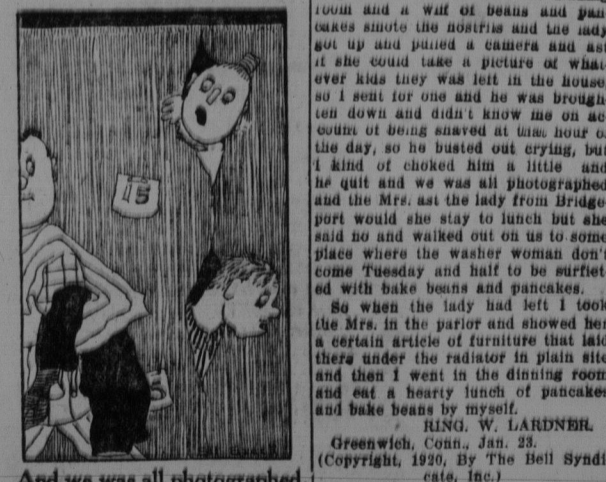 15
5
And we was all photographed
room and a wiff of beans and pan
cakes smote the nostrils and the lady
got up and pulled a camera and ast
if she could take a picture of what-
ever kids they was left in the house,
so I sent for one and he was brough
ten down and didn't know me on ac
count of being shaved at that hour o
the day, so he busted out crying, but
I kind of choked him a little and
he quit and we was all photographed
and the Mrs. ast the lady from Bridge
port would she stay to lunch but she
said no and walked out on us to some
place where the washer woman don't
come Tuesday and half to be surfiet
ed with bake beans and pancakes.
So when the lady had left I took
the Mrs. in the parlor and showed her
a certain article of furniture that laid
there under the radiator in plain site
and then I went in the dinning room
and eat a hearty lunch of pancakes
and bake beans by myself.
RING. W. LARDNER.
Greenwich, Conn., Jan. 23.
(Copyright, 1920, By The Bell Syndi
cate, Inc.)